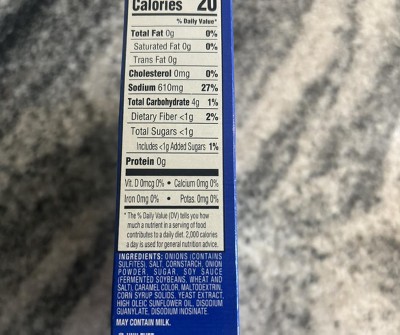 Calories 20
% Daily Value*
Total Fat 0g 0%
Saturated Fat 0g 0%
Trans Fat 0g
Cholesterol 0mg 0%
Sodium 610mg 27%
Total Carbohydrate 4g 1%
Dietary Fiber <1g 2%
Total Sugars <1g
Includes <1g Added Sugars 1%
Protein 0g
Vit. D 0mcg 0% • Calcium 0mg 0%
Iron 0mg 0% • Potas. 0mg 0%
*The % Daily Value (DV) tells you how
much a nutrient in a serving of food
contributes to a daily diet. 2,000 calories
a day is used for general nutrition advice.
INGREDIENTS: ONIONS (CONTAINS
SULFITES), SALT, CORNSTARCH, ONION
POWDER, SUGAR, SOY SAUCE
(FERMENTED SOYBEANS, WHEAT AND
SALT), CARAMEL COLOR, MALTODEXTRIN,
CORN SYRUP SOLIDS, YEAST EXTRACT,
HIGH OLEIC SUNFLOWER OIL, DISODIUM
GUANYLATE, DISODIUM INOSINATE.
MAY CONTAIN MILK.